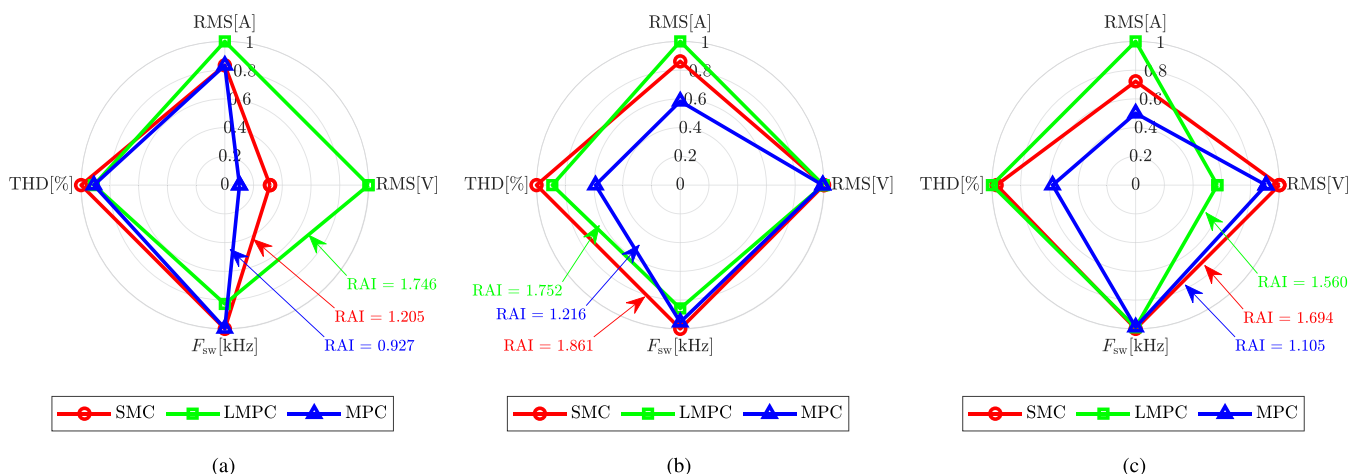 RMS[A]
1
0.8
0.6
0.4
0.2
0
THD[%]
RMS[V]
RAI = 1.746
RAI = 1.205
RAI = 0.927
Fsw[kHz]
SMC LMPC MPC
(a)
RMS[A]
1
0.8
0.6
0.4
0.2
0
THD[%]
RMS[V]
RAI = 1.752
RAI = 1.216
RAI = 1.861
Fsw[kHz]
SMC LMPC MPC
(b)
RMS[A]
1
0.8
0.6
0.4
0.2
0
THD[%]
RMS[V]
RAI = 1.560
RAI = 1.694
RAI = 1.105
Fsw[kHz]
SMC LMPC MPC
(c)